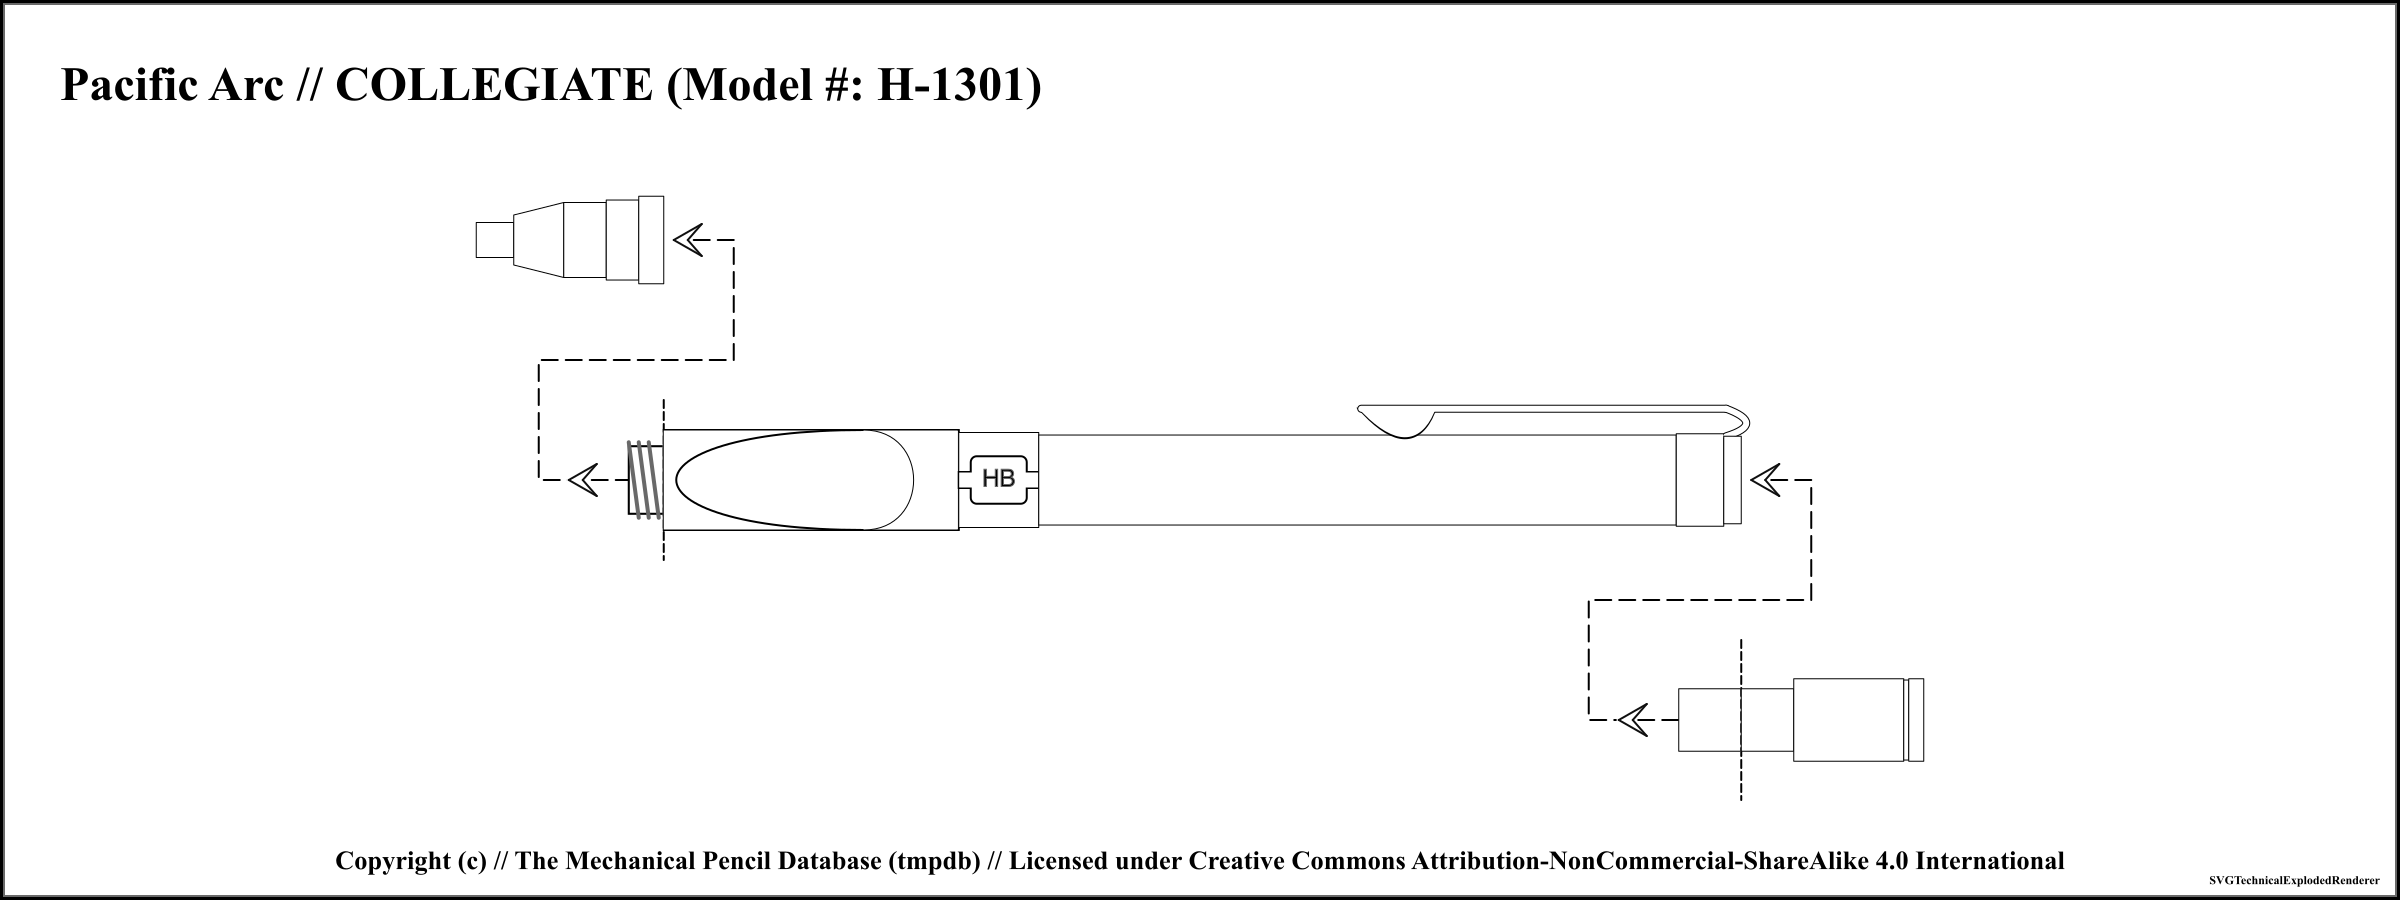 Pacific Arc // COLLEGIATE (Model #: H-1301)
HB
Copyright (c) // The Mechanical Pencil Database (tmpdb) // Licensed under Creative Commons Attribution-NonCommercial-ShareAlike 4.0 International
SVGTechnicalExplodedRenderer